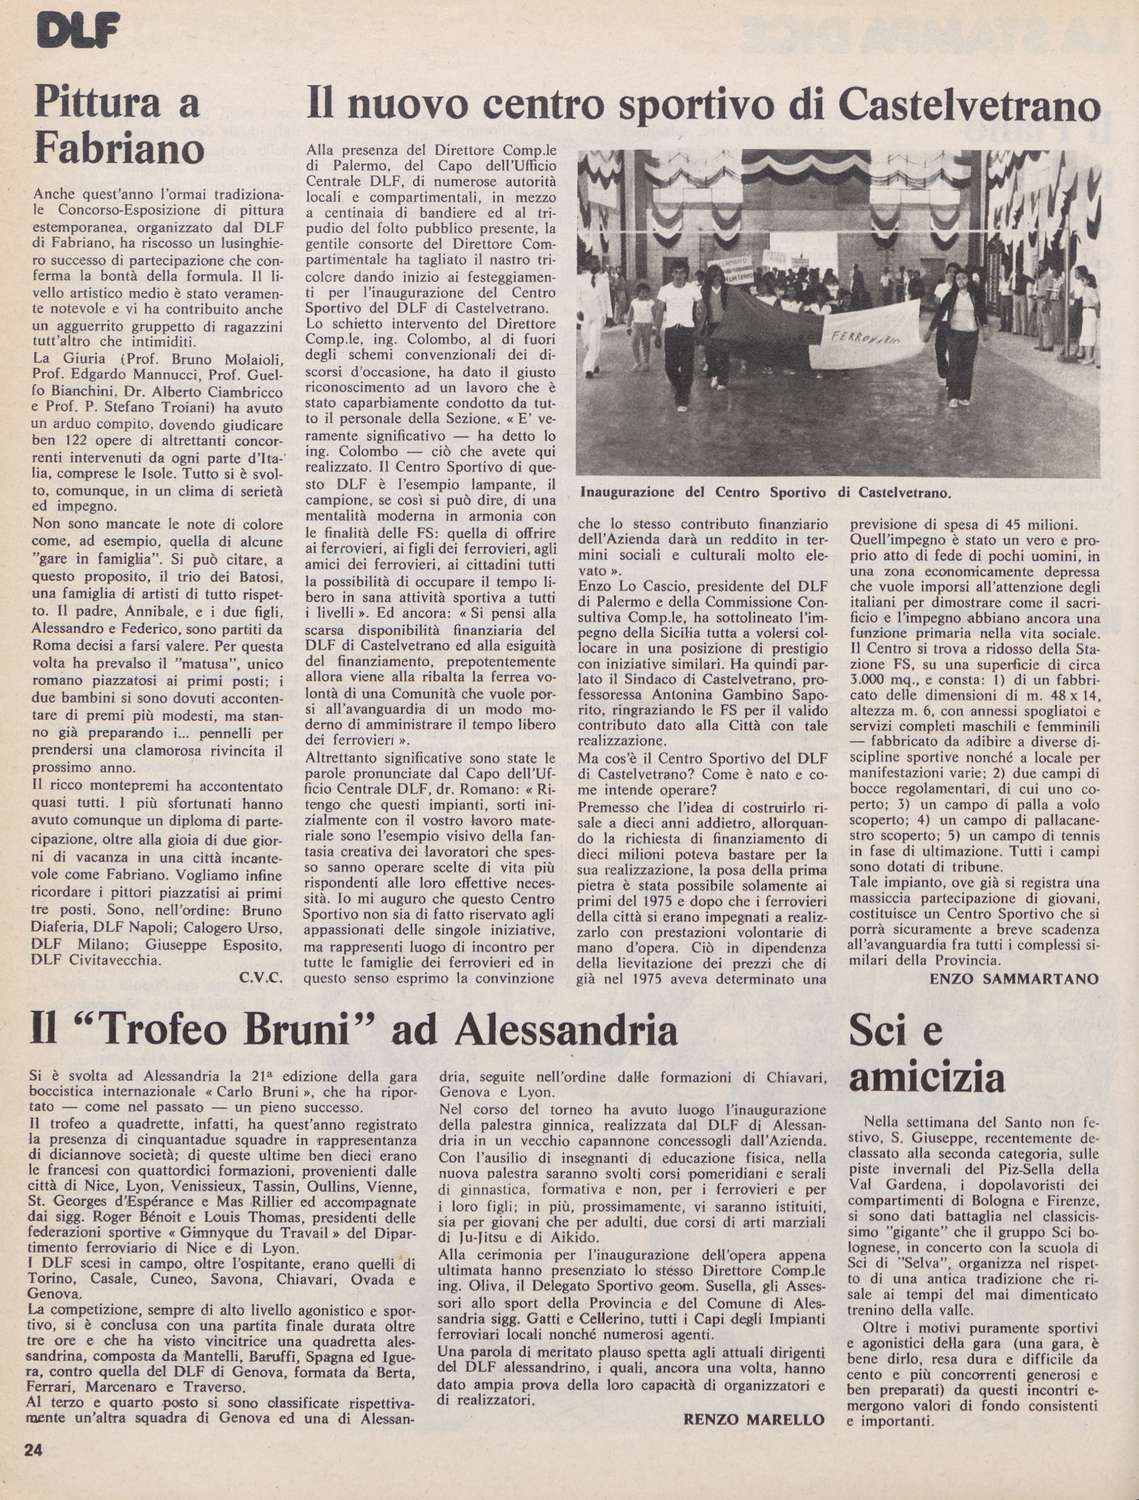 DLF
Pittura a
Fabriano
Anche quest'anno l'ormai tradiziona-
le Concorso-Esposizione di pittura
estemporanea, organizzato dal DLF
di Fabriano, ha riscosso un lusinghie-
ro successo di partecipazione che con-
ferma la bontà della formula. Il li-
vello artistico medio è stato veramen-
te notevole e vi ha contribuito anche
un agguerrito gruppetto di ragazzini
tutt'altro che intimiditi.
La Giuria (Prof. Bruno Molaioli,
Prof. Edgardo Mannucci, Prof. Guel-
fo Bianchini, Dr. Alberto Ciambricco
e Prof. P. Stefano Troiani) ha avuto
un arduo compito, dovendo giudicare
ben 122 opere di altrettanti concor-
renti intervenuti da ogni parte d'Ita-
lia, comprese le Isole. Tutto si è svol-
to, comunque, in un clima di serietà
ed impegno.
Non sono mancate le note di colore
come, ad esempio, quella di alcune
"gare in famiglia". Si può citare, a
questo proposito, il trio dei Batosi,
una famiglia di artisti di tutto rispet-
to. Il padre, Annibale, e i due figli,
Alessandro e Federico, sono partiti da
Roma decisi a farsi valere. Per questa
volta ha prevalso il "matusa", unico
romano piazzatosi ai primi posti; i
due bambini si sono dovuti acconten-
tare di premi più modesti, ma stan-
no già preparando i... pennelli per
prendersi una clamorosa rivincita il
prossimo anno.
Il ricco montepremi ha accontentato
quasi tutti. I più sfortunati hanno
avuto comunque un diploma di parte-
cipazione, oltre alla gioia di due gior-
ni di vacanza in una città incante-
vole come Fabriano. Vogliamo infine
ricordare i pittori piazzatisi ai primi
tre posti. Sono, nell'ordine: Bruno
Diaferia, DLF Napoli; Calogero Urso,
DLF Milano; Giuseppe Esposito,
DLF Civitavecchia.
C.V.C.
Il nuovo centro sportivo di Castelvetrano
Alla presenza del Direttore Comp.le
di Palermo, del Capo dell'Ufficio
Centrale DLF, di numerose autorità
locali e compartimentali, in mezzo
a centinaia di bandiere ed al tri-
pudio del folto pubblico presente, la
gentile consorte del Direttore Com-
partimentale ha tagliato il nastro tri-
colore dando inizio ai festeggiamen-
ti per l'inaugurazione del Centro
Sportivo del DLF di Castelvetrano.
Lo schietto intervento del Direttore
Comp.le, ing. Colombo, al di fuori
degli schemi convenzionali dei di-
scorsi d'occasione, ha dato il giusto
riconoscimento ad un lavoro che è
stato caparbiamente condotto da tut-
to il personale della Sezione. « E' ve-
ramente significativo — ha detto lo
ing. Colombo — ciò che avete qui
realizzato. Il Centro Sportivo di que-
sto DLF è l'esempio lampante, il
campione, se così si può dire, di una
mentalità moderna in armonia con
le finalità delle FS: quella di offrire
ai ferrovieri, ai figli dei ferrovieri, agli
amici dei ferrovieri, ai cittadini tutti
la possibilità di occupare il tempo li-
bero in sana attività sportiva a tutti
i livelli ». Ed ancora: « Si pensi alla
scarsa disponibilità finanziaria del
DLF di Castelvetrano ed alla esiguità
del finanziamento, prepotentemente
allora viene alla ribalta la ferrea vo-
lontà di una Comunità che vuole por-
si all'avanguardia di un modo mo-
derno di amministrare il tempo libero
dei ferrovieri ».
Altrettanto significative sono state le
parole pronunciate dal Capo dell'Uf-
ficio Centrale DLF, dr. Romano: « Ri-
tengo che questi impianti, sorti ini-
zialmente con il vostro lavoro mate-
riale sono l'esempio visivo della fan-
tasia creativa dei lavoratori che spes-
so sanno operare scelte di vita più
rispondenti alle loro effettive neces-
sità. Io mi auguro che questo Centro
Sportivo non sia di fatto riservato agli
appassionati delle singole iniziative,
ma rappresenti luogo di incontro per
tutte le famiglie dei ferrovieri ed in
questo senso esprimo la convinzione
FERROVIARI
Inaugurazione del Centro Sportivo di Castelvetrano.
che lo stesso contributo finanziario
dell'Azienda darà un reddito in ter-
mini sociali e culturali molto ele-
vato ».
Enzo Lo Cascio, presidente del DLF
di Palermo e della Commissione Con-
sultiva Comp.le, ha sottolineato l'im-
pegno della Sicilia tutta a volersi col-
locare in una posizione di prestigio
con iniziative similari. Ha quindi par-
lato il Sindaco di Castelvetrano, pro-
fessoressa Antonina Gambino Sapo-
rito, ringraziando le FS per il valido
contributo dato alla Città con tale
realizzazione.
Ma cos'è il Centro Sportivo del DLF
di Castelvetrano? Come è nato e co-
me intende operare?
Premesso che l'idea di costruirlo ri-
sale a dieci anni addietro, allorquan-
do la richiesta di finanziamento di
dieci milioni poteva bastare per la
sua realizzazione, la posa della prima
pietra è stata possibile solamente ai
primi del 1975 e dopo che i ferrovieri
della città si erano impegnati a realiz-
zarlo con prestazioni volontarie di
mano d'opera. Ciò in dipendenza
della lievitazione dei prezzi che di
già nel 1975 aveva determinato una
previsione di spesa di 45 milioni.
Quell'impegno è stato un vero e pro-
prio atto di fede di pochi uomini, in
una zona economicamente depressa
che vuole imporsi all'attenzione degli
italiani per dimostrare come il sacri-
ficio e l'impegno abbiano ancora una
funzione primaria nella vita sociale.
Il Centro si trova a ridosso della Sta-
zione FS, su una superficie di circa
3.000 mq., e consta: 1) di un fabbri-
cato delle dimensioni di m. 48 x 14,
altezza m. 6, con annessi spogliatoi e
servizi completi maschili e femminili
— fabbricato da adibire a diverse di-
scipline sportive nonché a locale per
manifestazioni varie; 2) due campi di
bocce regolamentari, di cui uno co-
perto; 3) un campo di palla a volo
scoperto; 4) un campo di pallacane-
stro scoperto; 5) un campo di tennis
in fase di ultimazione. Tutti i campi
sono dotati di tribune.
Tale impianto, ove già si registra una
massiccia partecipazione di giovani,
costituisce un Centro Sportivo che si
porrà sicuramente a breve scadenza
all'avanguardia fra tutti i complessi si-
milari della Provincia.
ENZO SAMMARTANO
Il "Trofeo Bruni" ad Alessandria
Si è svolta ad Alessandria la 21ª edizione della gara
boccistica internazionale « Carlo Bruni », che ha ripor-
tato — come nel passato — un pieno successo.
Il trofeo a quadrette, infatti, ha quest'anno registrato
la presenza di cinquantadue squadre in rappresentanza
di diciannove società; di queste ultime ben dieci erano
le francesi con quattordici formazioni, provenienti dalle
città di Nice, Lyon, Venissieux, Tassin, Oullins, Vienne,
St. Georges d'Espérance e Mas Rillier ed accompagnate
dai sigg. Roger Bénoit e Louis Thomas, presidenti delle
federazioni sportive « Gimnyque du Travail » del Dipar-
timento ferroviario di Nice e di Lyon.
I DLF scesi in campo, oltre l'ospitante, erano quelli di
Torino, Casale, Cuneo, Savona, Chiavari, Ovada e
Genova.
La competizione, sempre di alto livello agonistico e spor-
tivo, si è conclusa con una partita finale durata oltre
tre ore e che ha visto vincitrice una quadretta ales-
sandrina, composta da Mantelli, Baruffi, Spagna ed Igue-
ra, contro quella del DLF di Genova, formata da Berta,
Ferrari, Marcenaro e Traverso.
Al terzo e quarto posto si sono classificate rispettiva-
mente un'altra squadra di Genova ed una di Alessan-
dria, seguite nell'ordine dalle formazioni di Chiavari,
Genova e Lyon.
Nel corso del torneo ha avuto luogo l'inaugurazione
della palestra ginnica, realizzata dal DLF di Alessan-
dria in un vecchio capannone concessogli dall'Azienda.
Con l'ausilio di insegnanti di educazione fisica, nella
nuova palestra saranno svolti corsi pomeridiani e serali
di ginnastica, formativa e non, per i ferrovieri e per
i loro figli; in più, prossimamente, vi saranno istituiti,
sia per giovani che per adulti, due corsi di arti marziali
di Ju-Jitsu e di Aikido.
Alla cerimonia per l'inaugurazione dell'opera appena
ultimata hanno presenziato lo stesso Direttore Comp.le
ing. Oliva, il Delegato Sportivo geom. Susella, gli Asses-
sori allo sport della Provincia e del Comune di Ales-
sandria sigg. Gatti e Cellerino, tutti i Capi degli Impianti
ferroviari locali nonché numerosi agenti.
Una parola di meritato plauso spetta agli attuali dirigenti
del DLF alessandrino, i quali, ancora una volta, hanno
dato ampia prova della loro capacità di organizzatori e
di realizzatori.
RENZO MARELLO
Sci e
amicizia
Nella settimana del Santo non fe-
stivo, S. Giuseppe, recentemente de-
classato alla seconda categoria, sulle
piste invernali del Piz-Sella della
Val Gardena, i dopolavoristi dei
compartimenti di Bologna e Firenze,
si sono dati battaglia nel classicis-
simo "gigante" che il gruppo Sci bo-
lognese, in concerto con la scuola di
Sci di "Selva", organizza nel rispet-
to di una antica tradizione che ri-
sale ai tempi del mai dimenticato
trenino della valle.
Oltre i motivi puramente sportivi
e agonistici della gara (una gara, è
bene dirlo, resa dura e difficile da
cento e più concorrenti generosi e
ben preparati) da questi incontri e-
mergono valori di fondo consistenti
e importanti.
24